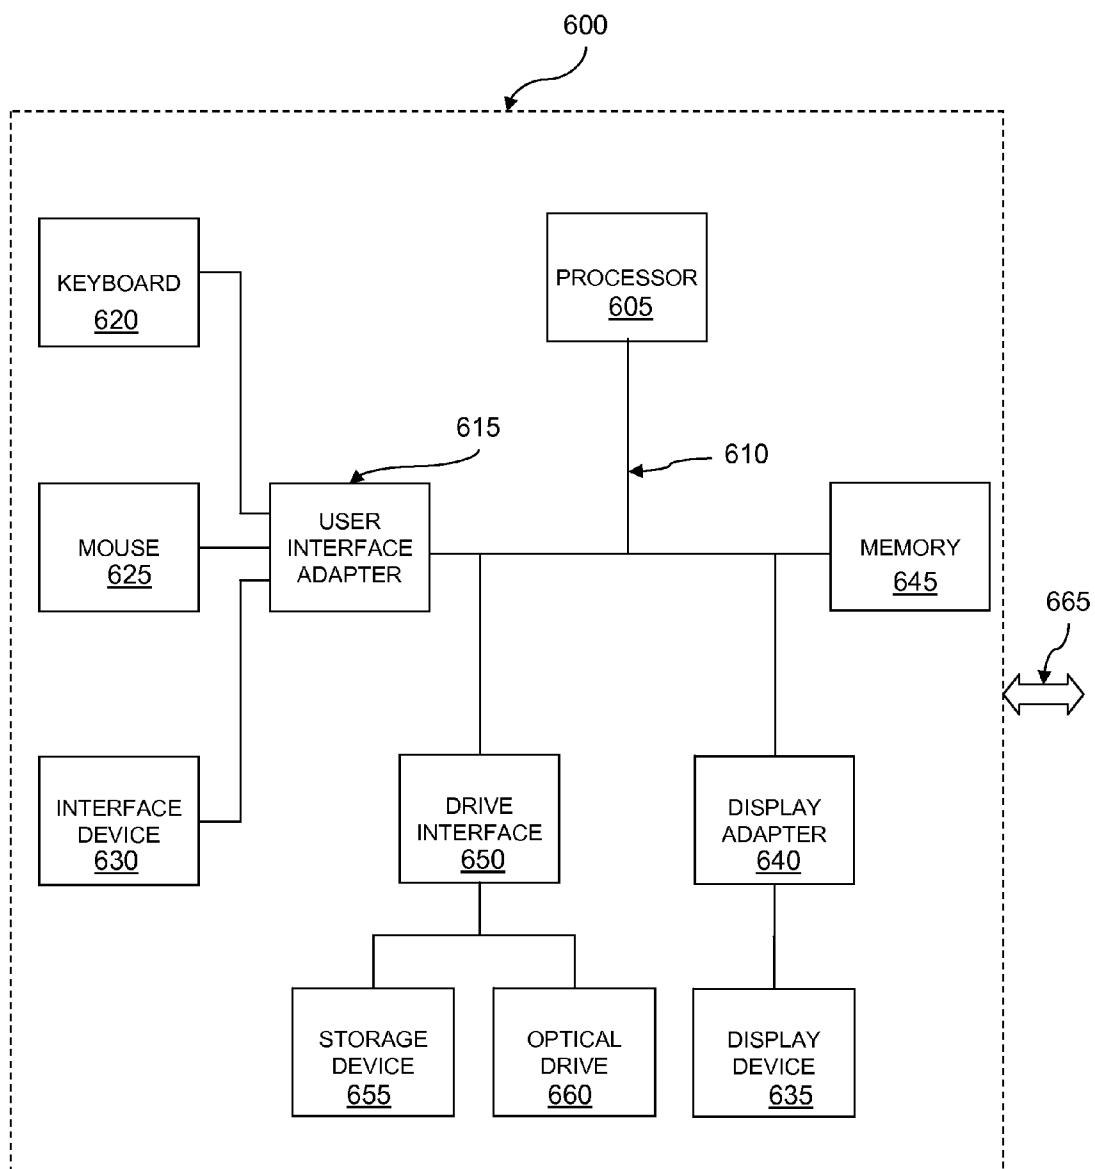 600
KEYBOARD
620
PROCESSOR
605
615
610
USER
INTERFACE
ADAPTER
MOUSE
625
MEMORY
645
665
INTERFACE
DEVICE
630
DRIVE
INTERFACE
650
DISPLAY
ADAPTER
640
STORAGE
DEVICE
655
OPTICAL
DRIVE
660
DISPLAY
DEVICE
635